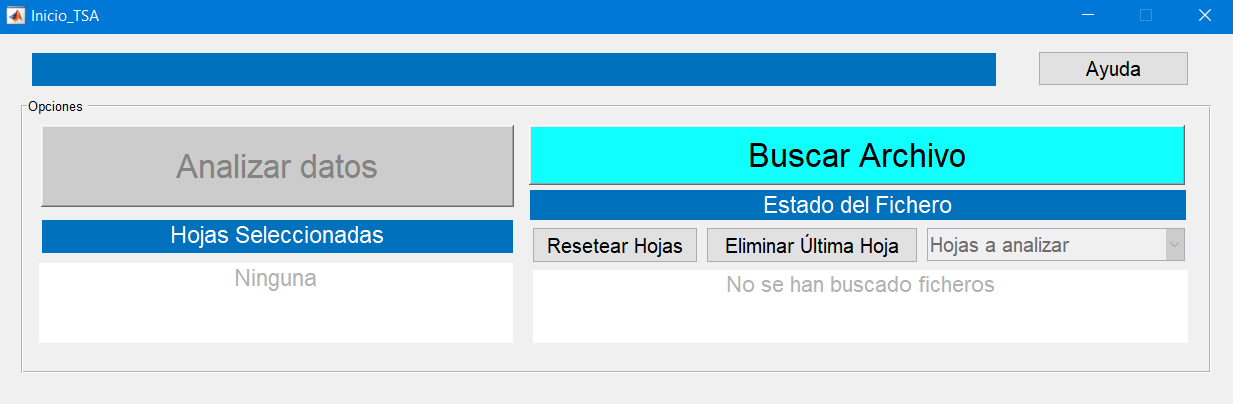 Inicio_TSA
Ayuda
Opciones
Analizar datos
Buscar Archivo
Estado del Fichero
Hojas Seleccionadas
Resetear Hojas
Eliminar Última Hoja
Hojas a analizar
Ninguna
No se han buscado ficheros